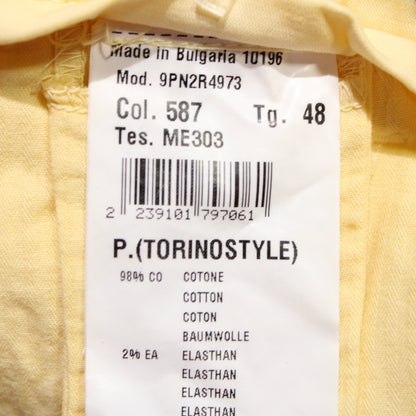 Made in Bulgaria 10196
Mod. 9PN2R4973
Col. 587 Tg. 48
Tes. ME303
2 239101 797061
P.(TORINOSTYLE)
98% CO COTONE
COTTON
COTON
BAUMWOLLE
2% EA ELASTHAN
ELASTHAN
ELASTHAN
ELASTHAN